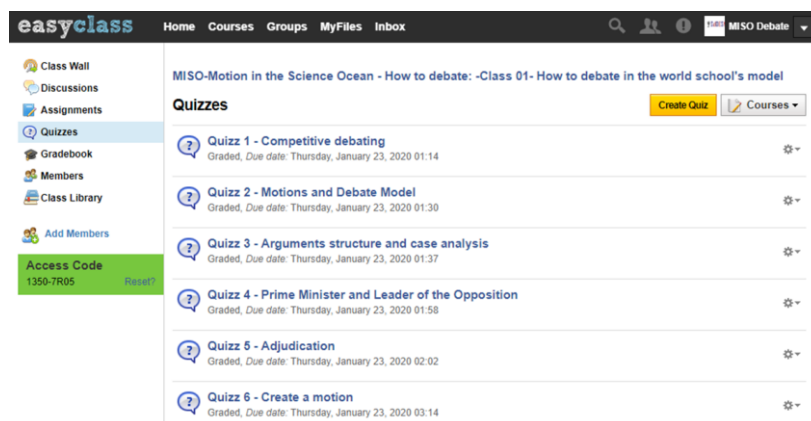 easyclass
Home Courses Groups MyFiles Inbox
MISO Debate
Class Wall
Discussions
Assignments
Quizzes
Gradebook
Members
Class Library
Add Members
Access Code
1350-7R05 Reset?
MISO-Motion in the Science Ocean - How to debate: -Class 01- How to debate in the world school's model
Quizzes
Create Quiz
Courses
Quizz 1 - Competitive debating
Graded, Due date: Thursday, January 23, 2020 01:14
Quizz 2 - Motions and Debate Model
Graded, Due date: Thursday, January 23, 2020 01:30
Quizz 3 - Arguments structure and case analysis
Graded, Due date: Thursday, January 23, 2020 01:37
Quizz 4 - Prime Minister and Leader of the Opposition
Graded, Due date: Thursday, January 23, 2020 01:58
Quizz 5 - Adjudication
Graded, Due date: Thursday, January 23, 2020 02:02
Quizz 6 - Create a motion
Graded, Due date: Thursday, January 23, 2020 03:14